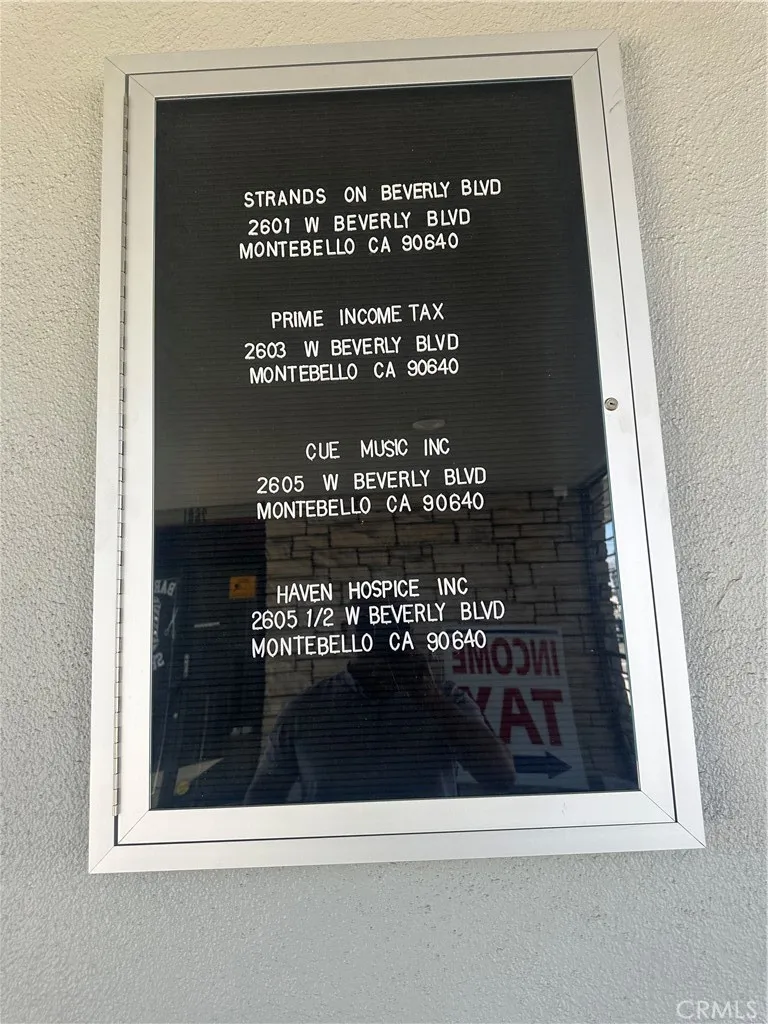 STRANDS ON BEVERLY BLVD
2601 W BEVERLY BLVD
MONTEBELLO CA 90640
PRIME INCOME TAX
2603 W BEVERLY BLVD
MONTEBELLO CA 90640
CUE MUSIC INC
2605 W BEVERLY BLVD
MONTEBELLO CA 90640
HAVEN HOSPICE INC
2605 1/2 W BEVERLY BLVD
MONTEBELLO CA 90640
INCOME
TAX
CRMLS